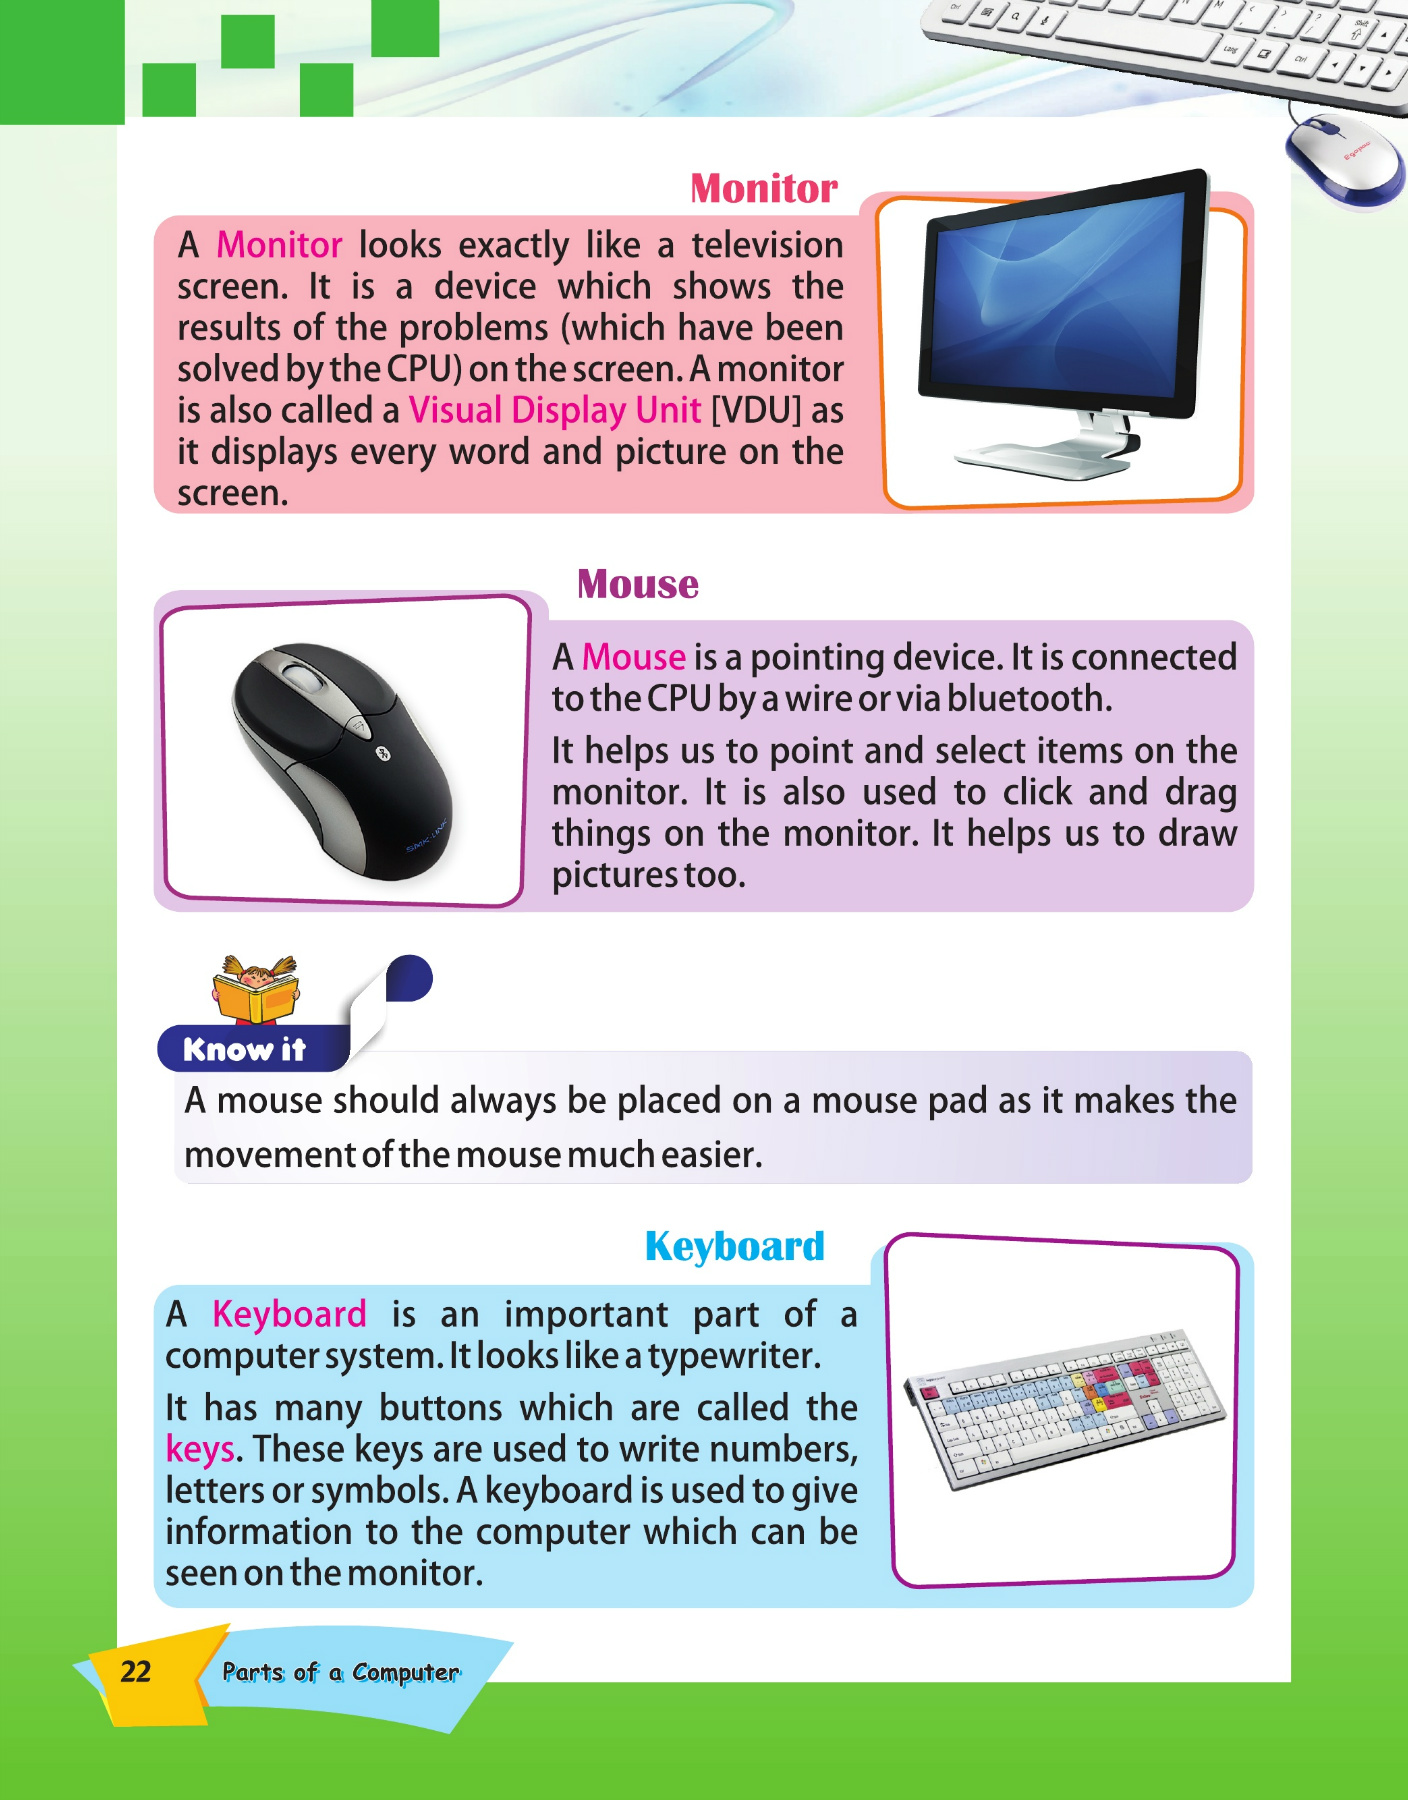 Monitor
A Monitor looks exactly like a television
screen. It is a device which shows the
results of the problems (which have been
solved by the CPU) on the screen. A monitor
is also called a Visual Display Unit [VDU] as
it displays every word and picture on the
screen.
Mouse
A Mouse is a pointing device. It is connected
to the CPU by a wire or via bluetooth.
It helps us to point and select items on the
monitor. It is also used to click and drag
things on the monitor. It helps us to draw
pictures too.
SMK-LINK
Know it
A mouse should always be placed on a mouse pad as it makes the
movement of the mouse much easier.
Keyboard
A Keyboard is an important part of a
computer system. It looks like a typewriter.
It has many buttons which are called the
keys. These keys are used to write numbers,
letters or symbols. A keyboard is used to give
information to the computer which can be
seen on the monitor.
22
Parts of a Computer